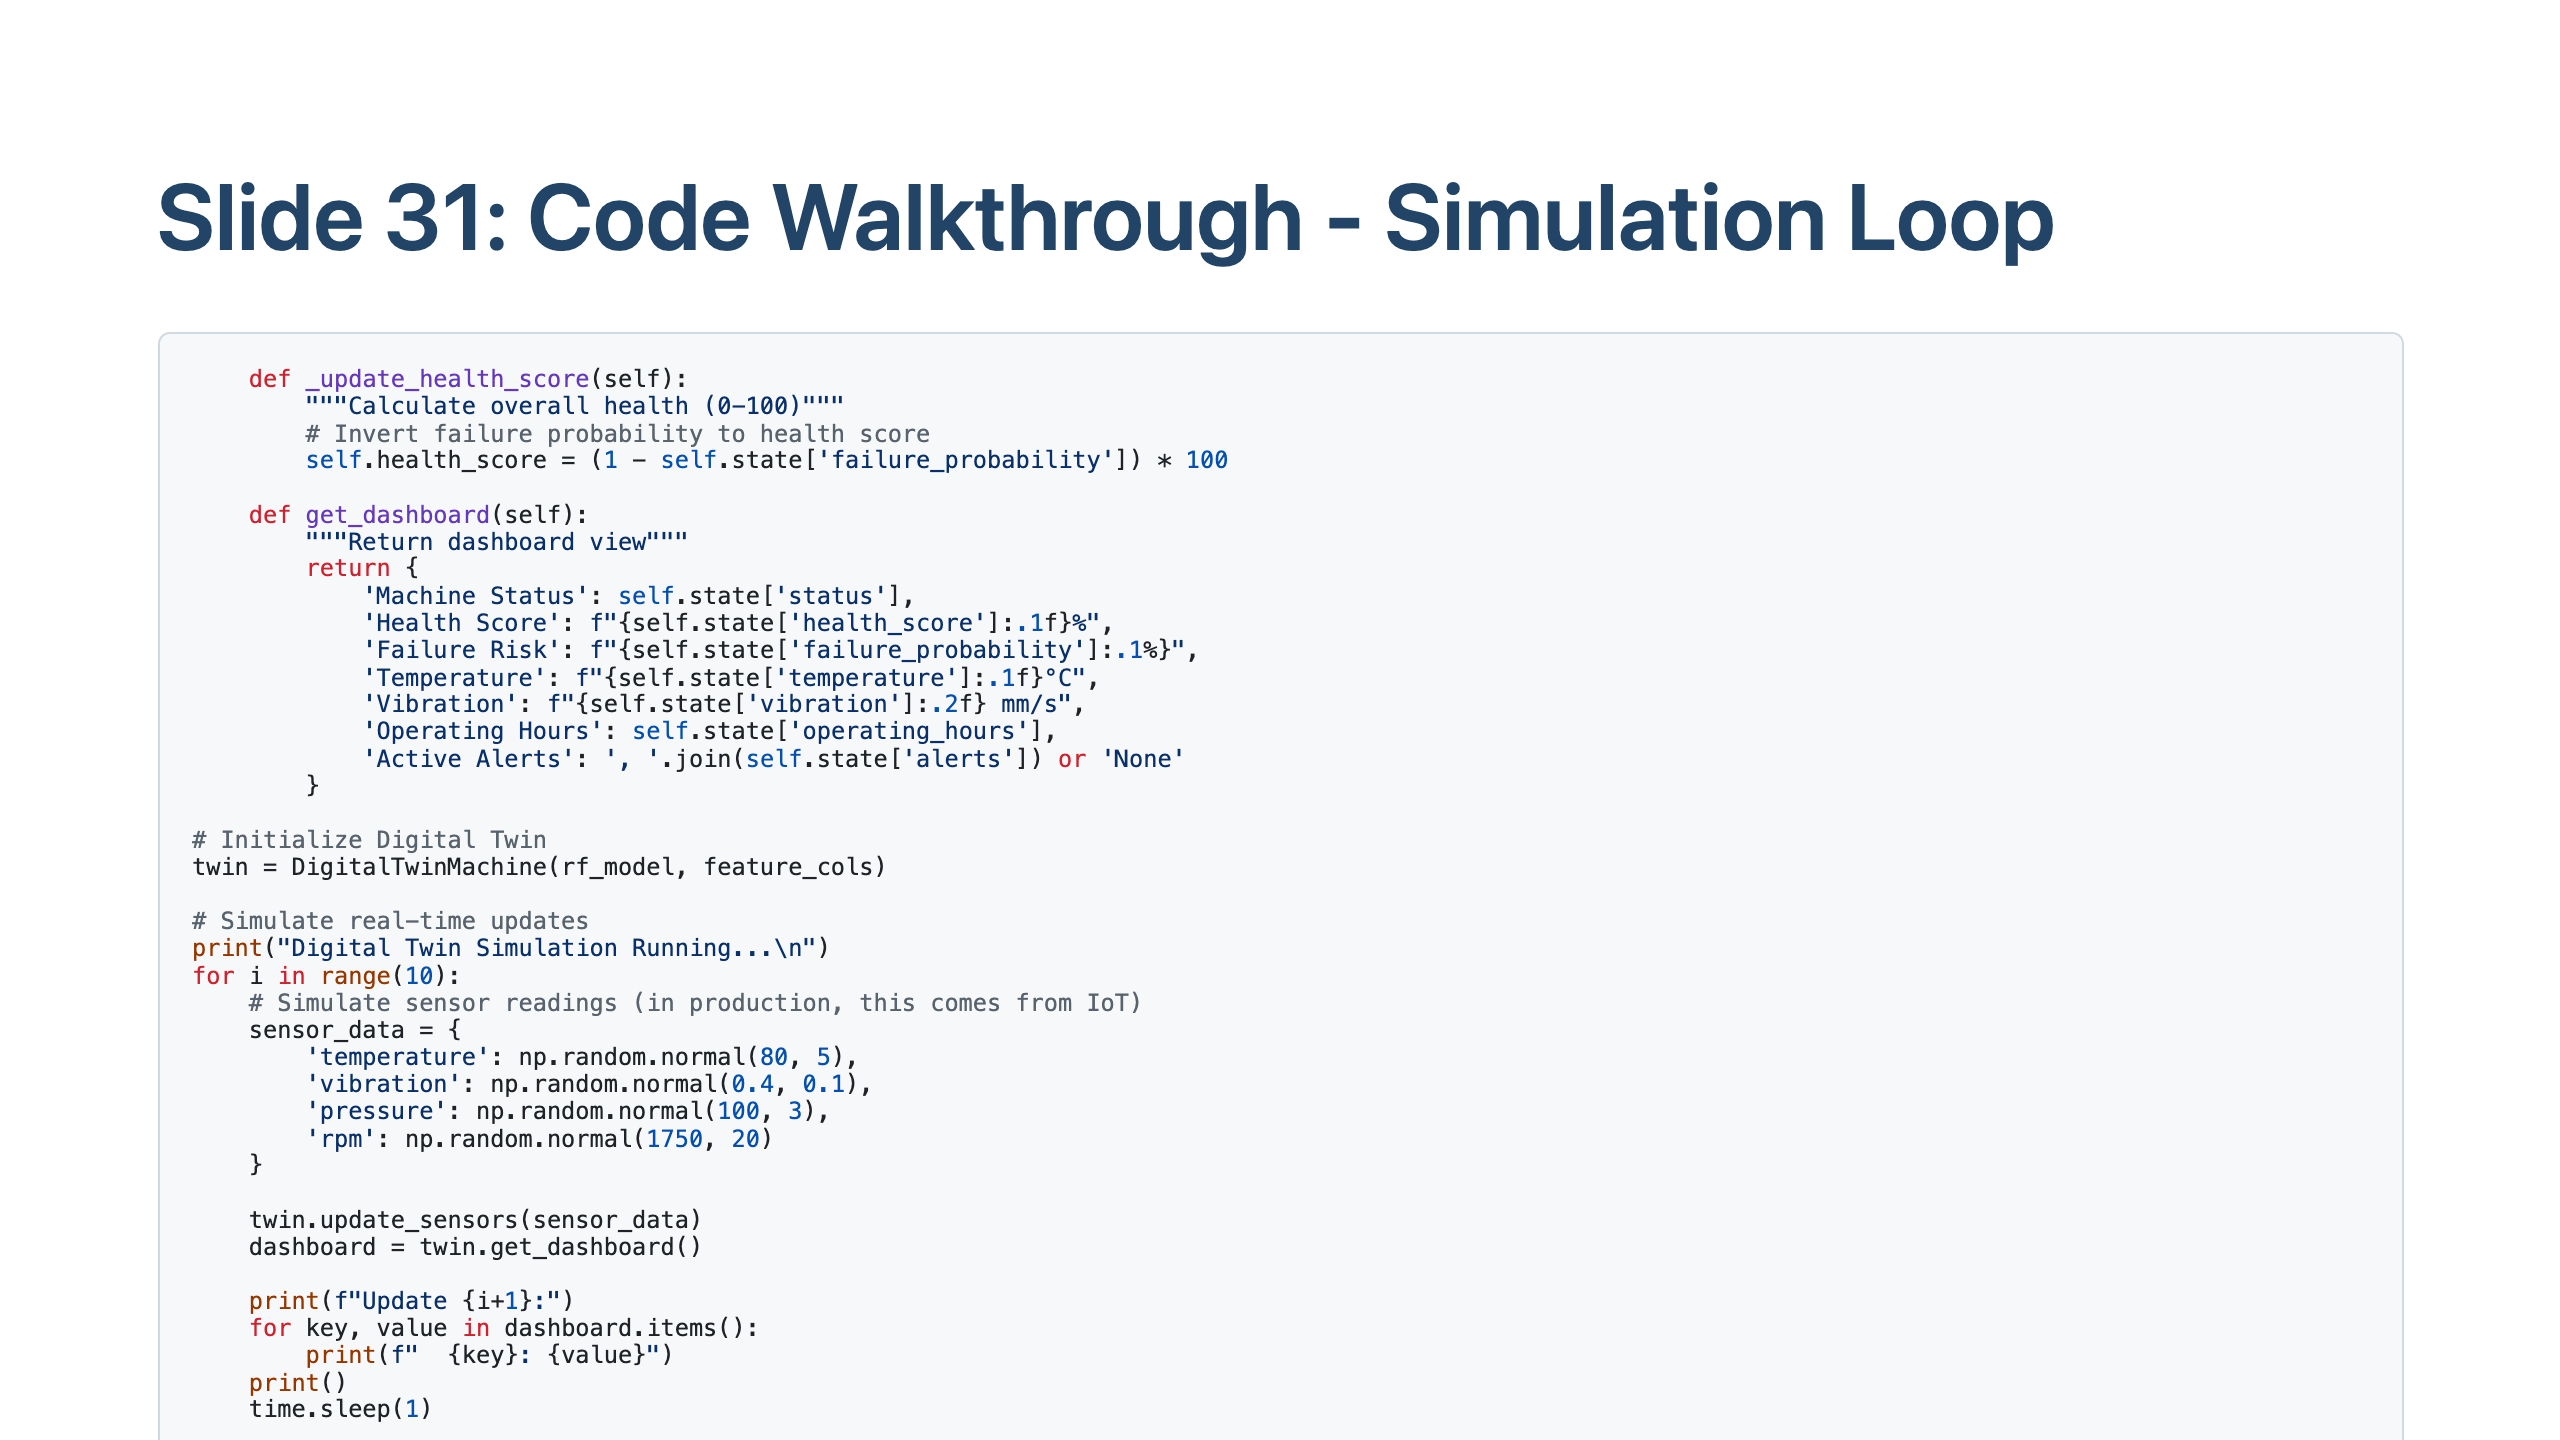 Slide 31: Code Walkthrough - Simulation Loop
    def _update_health_score(self):
        """Calculate overall health (0-100)"""
        # Invert failure probability to health score
        self.health_score = (1 - self.state['failure_probability']) * 100

    def get_dashboard(self):
        """Return dashboard view"""
        return {
            'Machine Status': self.state['status'],
            'Health Score': f"{self.state['health_score']:.1f}%",
            'Failure Risk': f"{self.state['failure_probability']:.1%}",
            'Temperature': f"{self.state['temperature']:.1f}°C",
            'Vibration': f"{self.state['vibration']:.2f} mm/s",
            'Operating Hours': self.state['operating_hours'],
            'Active Alerts': ', '.join(self.state['alerts']) or 'None'
        }

# Initialize Digital Twin
twin = DigitalTwinMachine(rf_model, feature_cols)

# Simulate real-time updates
print("Digital Twin Simulation Running...\n")
for i in range(10):
    # Simulate sensor readings (in production, this comes from IoT)
    sensor_data = {
        'temperature': np.random.normal(80, 5),
        'vibration': np.random.normal(0.4, 0.1),
        'pressure': np.random.normal(100, 3),
        'rpm': np.random.normal(1750, 20)
    }

    twin.update_sensors(sensor_data)
    dashboard = twin.get_dashboard()

    print(f"Update {i+1}:")
    for key, value in dashboard.items():
        print(f"  {key}: {value}")
    print()
    time.sleep(1)